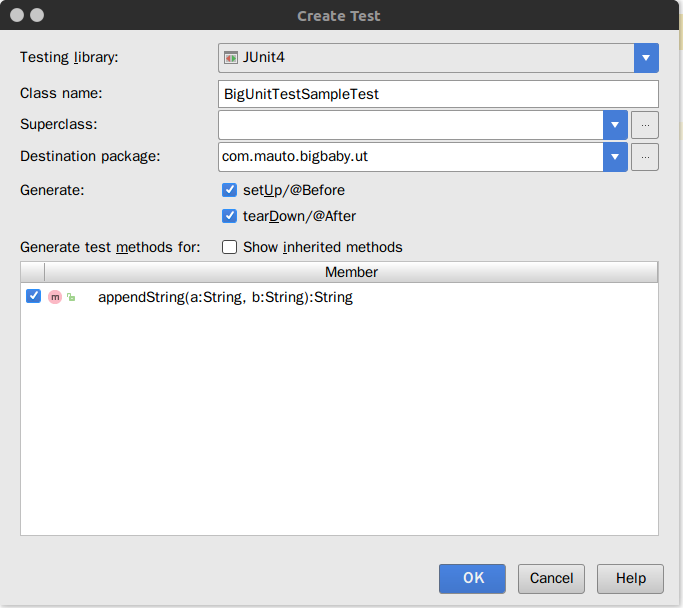 Create Test
Testing library: JUnit4
Class name: BigUnitTestSampleTest
Superclass: ...
Destination package: com.mauto.bigbaby.ut ...
Generate: setUp/@Before
tearDown/@After
Generate test methods for: Show inherited methods
Member
m appendString(a:String, b:String):String
OK Cancel Help